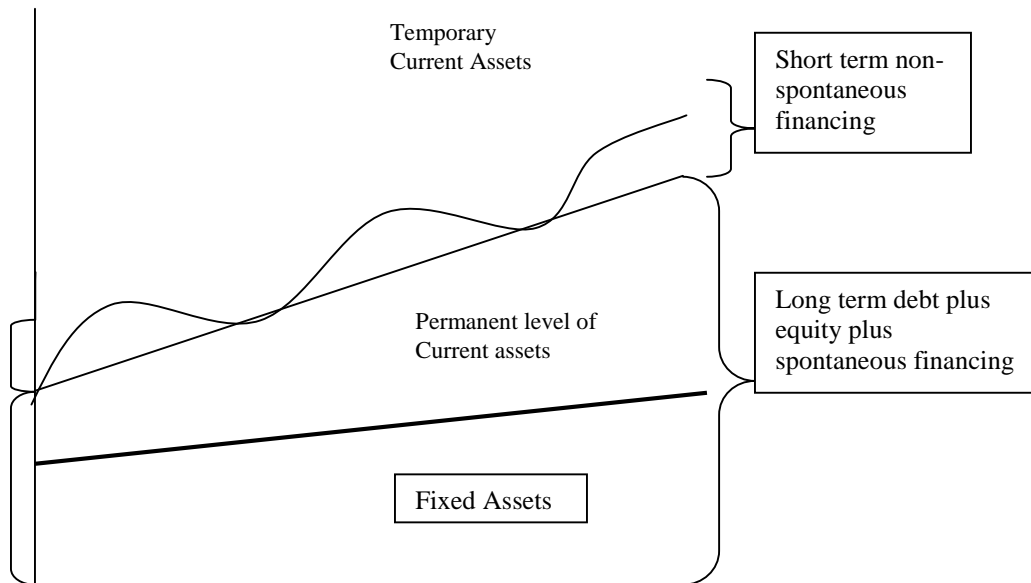 Temporary
Current Assets
Short term non-
spontaneous
financing
Permanent level of
Current assets
Long term debt plus
equity plus
spontaneous financing
Fixed Assets